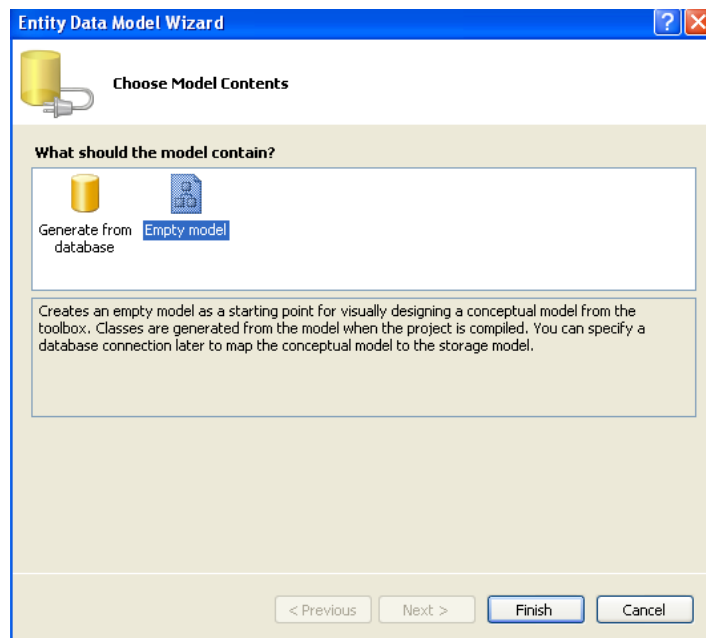 Entity Data Model Wizard
Choose Model Contents
What should the model contain?
Generate from
database
Empty model
Creates an empty model as a starting point for visually designing a conceptual model from the
toolbox. Classes are generated from the model when the project is compiled. You can specify a
database connection later to map the conceptual model to the storage model.
< Previous
Next >
Finish
Cancel